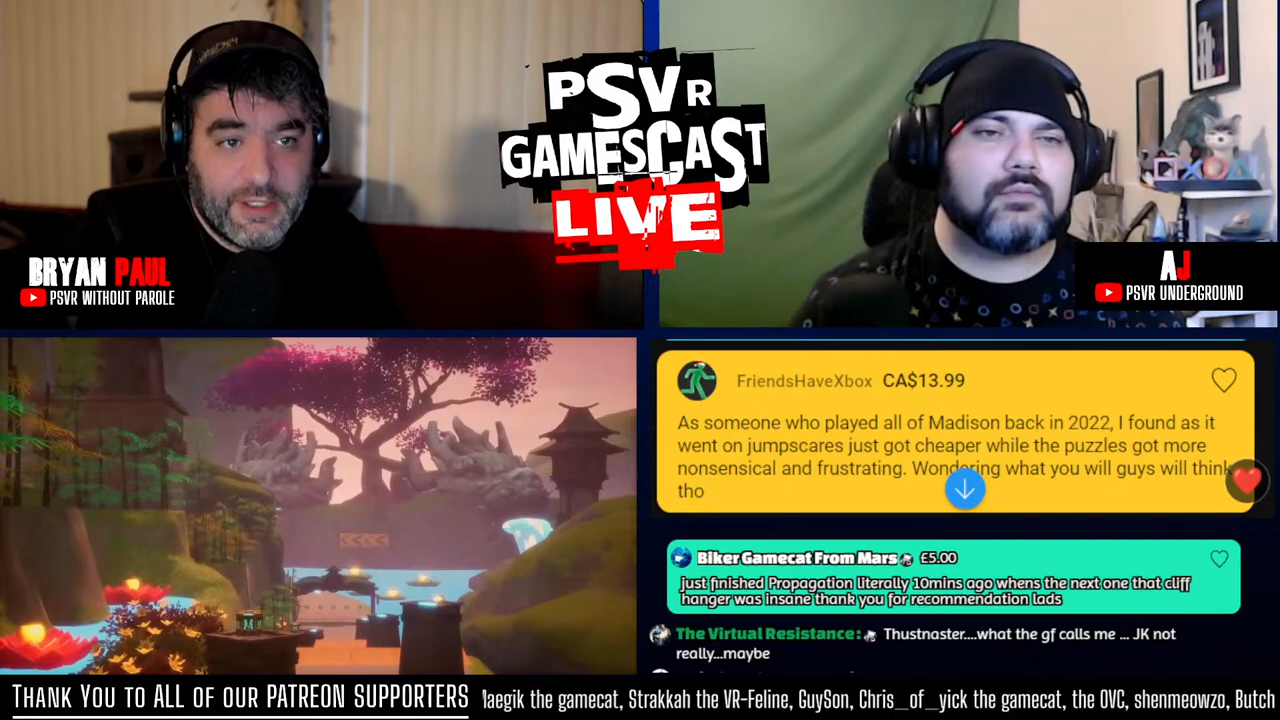 PSVR
GAMESCAST
LIVE
BRYAN PAUL
PSVR WITHOUT PAROLE
AJ
PSVR UNDERGROUND
FriendsHaveXbox CA$13.99
As someone who played all of Madison back in 2022, I found as it
went on jumpscares just got cheaper while the puzzles got more
nonsensical and frustrating. Wondering what you will guys will think
tho
Biker Gamecat From Mars £5.00
just finished Propagation literally 10mins ago whens the next one that cliff
hanger was insane thank you for recommendation lads
The Virtual Resistance: Thustnaster....what the gf calls me ... JK not
really...maybe
THANK YOU TO ALL OF OUR PATREON SUPPORTERS
Maegik the gamecat, Strakkah the VR-Feline, GuySon, Chris_of_yick the gamecat, the OVC, shenmeowzo, Butch